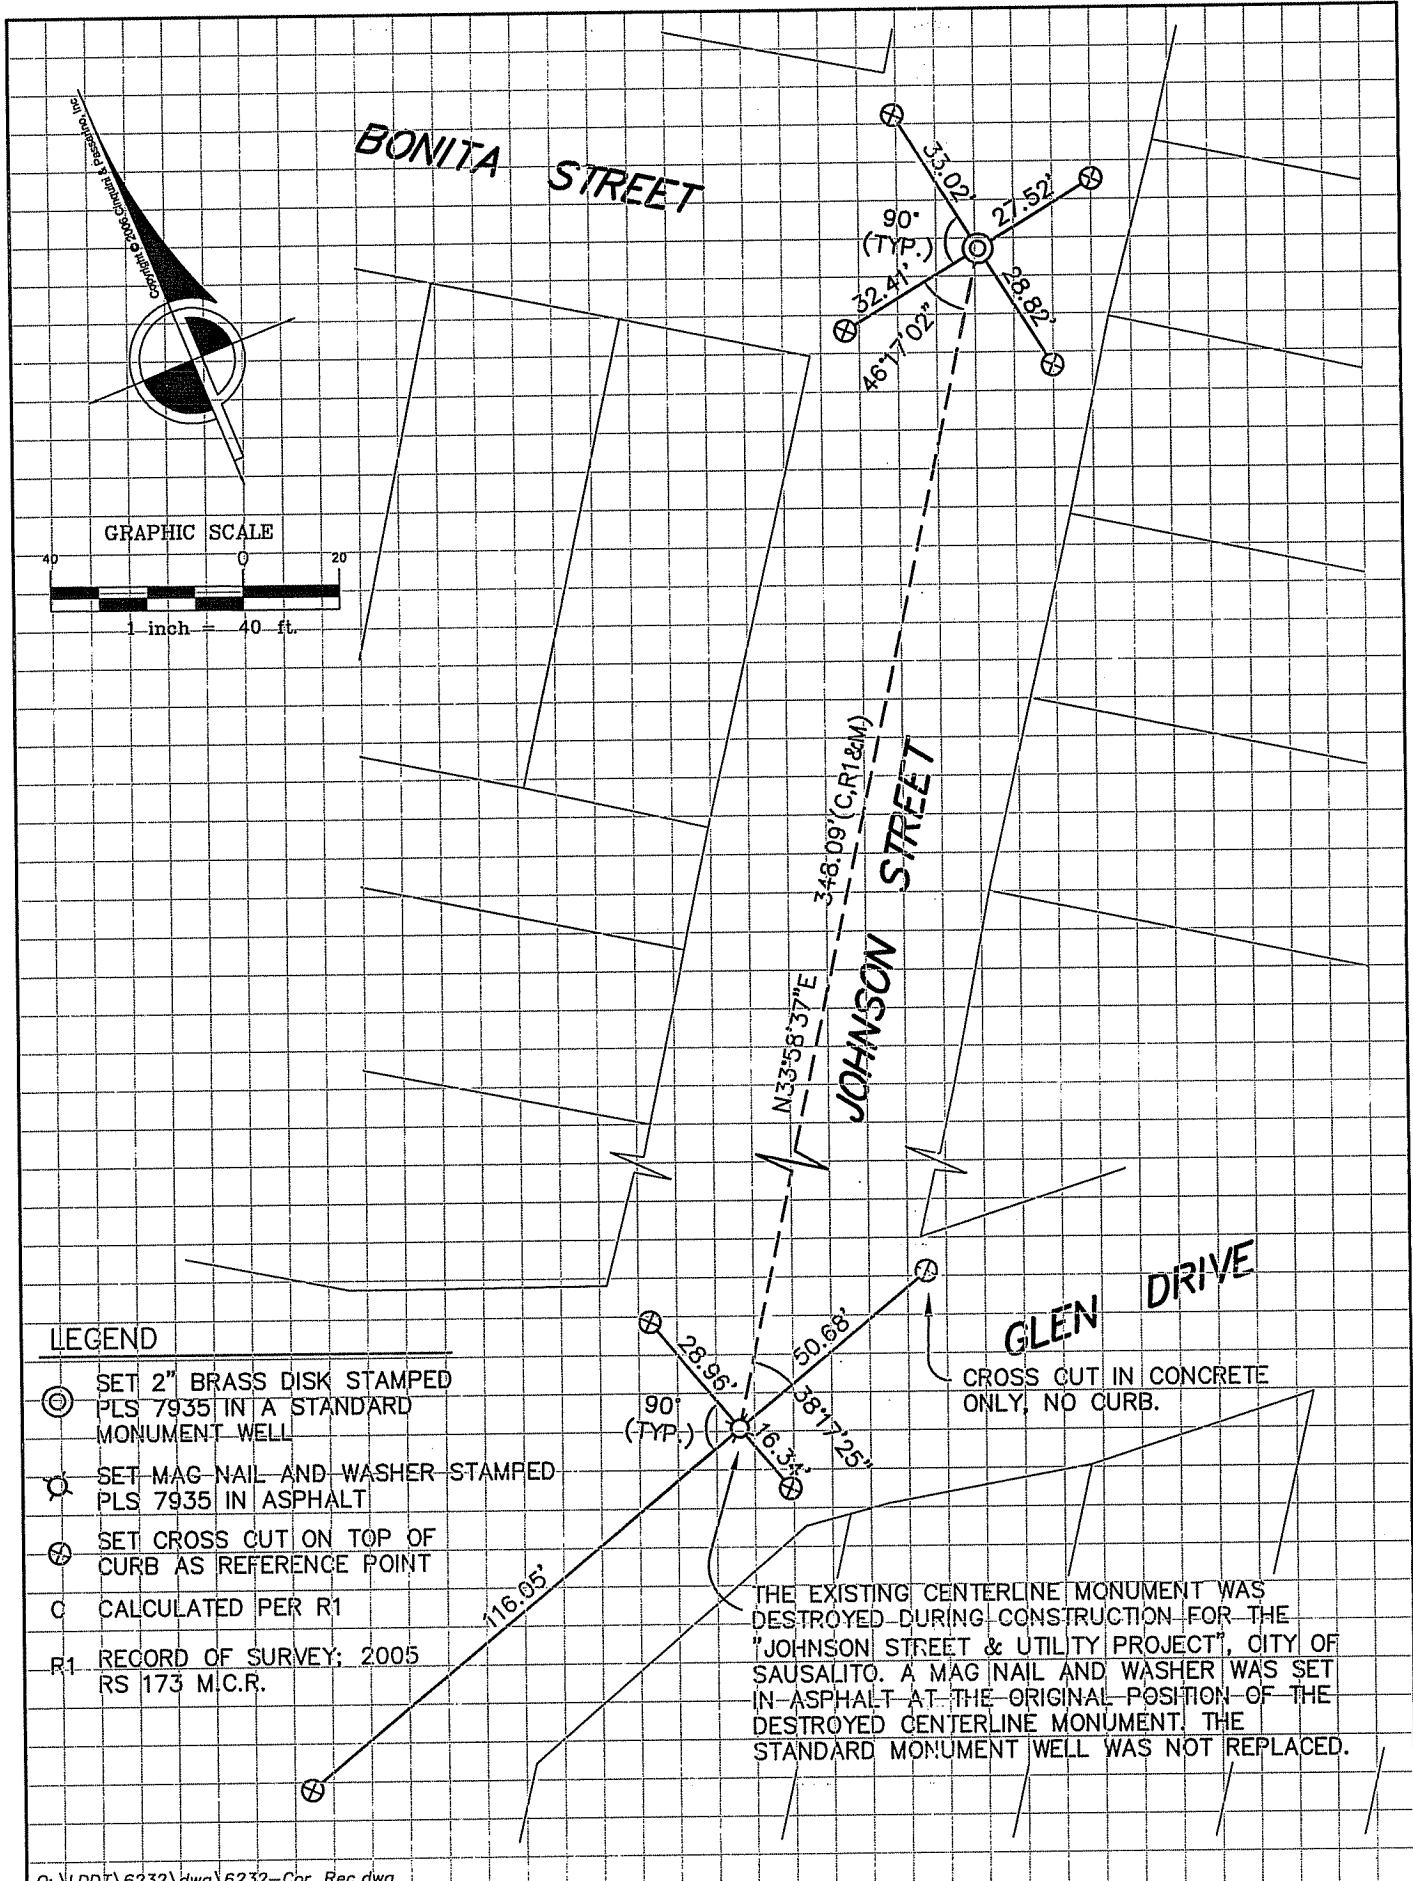 Copyright © 2006, Cinquini & Passarino, Inc
BONITA STREET
33.02'
27.52'
90°
(TYP.)
32.41'
28.82'
46°17'02"
GRAPHIC SCALE
40 0 20
1 inch = 40 ft.
348.09'(C,R1&M)
N33°58'37"E
JOHNSON STREET
GLEN DRIVE
50.68'
28.96'
CROSS CUT IN CONCRETE
ONLY, NO CURB.
38°17'25"
90°
(TYP.)
16.34'
116.05'
LEGEND
SET 2" BRASS DISK STAMPED
PLS 7935 IN A STANDARD
MONUMENT WELL
SET MAG NAIL AND WASHER STAMPED
PLS 7935 IN ASPHALT
SET CROSS CUT ON TOP OF
CURB AS REFERENCE POINT
C CALCULATED PER R1
R1 RECORD OF SURVEY; 2005
RS 173 M.C.R.
THE EXISTING CENTERLINE MONUMENT WAS
DESTROYED DURING CONSTRUCTION FOR THE
"JOHNSON STREET & UTILITY PROJECT", CITY OF
SAUSALITO. A MAG NAIL AND WASHER WAS SET
IN ASPHALT AT THE ORIGINAL POSITION OF THE
DESTROYED CENTERLINE MONUMENT. THE
STANDARD MONUMENT WELL WAS NOT REPLACED.